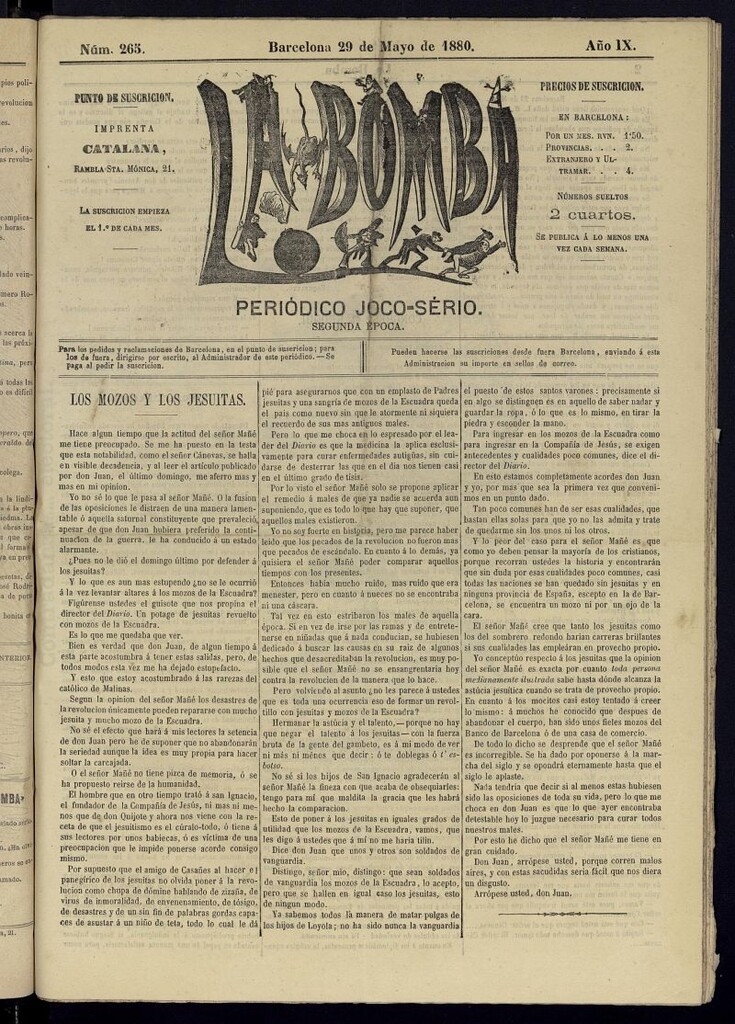 Núm. 265.
Barcelona 29 de Mayo de 1880.
Año IX.
PUNTO DE SUSCRICION.
IMPRENTA
CATALANA,
RAMBLA-STA. MÓNICA, 21.
LA SUSCRICION EMPIEZA
EL 1.º DE CADA MES.
LA BOMBA
PRECIOS DE SUSCRICION.
EN BARCELONA:
POR UN MES. RVN. 1'50.
PROVINCIAS. . . 2.
EXTRANJERO Y UL-
TRAMAR. . . 4.
NÚMEROS SUELTOS
2 cuartos.
SE PUBLICA Á LO MENOS UNA
VEZ CADA SEMANA.
PERIÓDICO JOCO-SÉRIO.
SEGUNDA ÉPOCA.
Para los pedidos y reclamaciones de Barcelona, en el punto de suscricion; para
los de fuera, dirigirse por escrito, al Administrador de este periódico.—Se
paga al pedir la suscricion.
Pueden hacerse las suscriciones desde fuera Barcelona, enviando á esta
Administracion su importe en sellos de correo.
LOS MOZOS Y LOS JESUITAS.
Hace algun tiempo que la actitud del señor Mañé
me tiene preocupado. Se me ha puesto en la testa
que esta notabilidad, como el señor Cánovas, se halla
en visible decadencia, y al leer el artículo publicado
por don Juan, el último domingo, me aferro mas y
mas en mi opinion.
Yo no sé lo que le pasa al señor Mañé. O la fusion
de las oposiciones le distraen de una manera lamen-
table ó aquella saturnal constituyente que prevaleció,
apesar de que don Juan hubiera preferido la conti-
nuacion de la guerra, le ha conducido á un estado
alarmante.
¿Pues no le dió el domingo último por defender á
los jesuitas?
Y lo que es aun mas estupendo ¿no se le ocurrió
á la vez levantar altares á los mozos de la Escuadra?
Figúrense ustedes el guisote que nos propina el
director del Diario. Un potage de jesuitas revuelto
con mozos de la Escuadra.
Es lo que me quedaba que ver.
Bien es verdad que don Juan, de algun tiempo á
esta parte acostumbra á tener estas salidas, pero, de
todos modos esta vez me ha dejado estupefacto.
Y esto que estoy acostumbrado á las rarezas del
católico de Malinas.
Segun la opinion del señor Mañé los desastres de
la revolucion únicamente pueden repararse con mucho
jesuita y mucho mozo de la Escuadra.
No sé el efecto que hará á mis lectores la setencia de
don Juan pero he de suponer que no abandonarán
la seriedad aunque la idea es muy propia para hacer
soltar la carcajada.
O el señor Mañé no tiene pizca de memoria, ó se
ha propuesto reirse de la humanidad.
El hombre que en otro tiempo trató á san Ignacio,
el fundador de la Compañía de Jesús, ni mas ni me-
nos que de don Quijote y ahora nos viene con la re-
ceta de que el jesuitismo es el cúralo-todo, ó tiene á
sus lectores por unos babiecas, ó es víctima de una
preocupacion que le impide ponerse acorde consigo
mismo.
Por supuesto que el amigo de Casañes al hacer el
panegírico de los jesuitas no olvida poner á la revo-
lucion como chupa de dómine hablando de zizaña, de
virus de inmoralidad, de envenenamiento, de tósigo,
de desastres y de un sin fin de palabras gordas capa-
ces de asustar á un niño de teta, todo lo cual le dá
pié para asegurarnos que con un emplasto de Padres
jesuitas y una sangría de mozos de la Escuadra queda
el país como nuevo sin que le atormente ni siquiera
el recuerdo de sus mas antiguos males.
Pero lo que me choca en lo espresado por el lea-
der del Diario es que la medicina la aplica esclusi-
vamente para curar enfermedades antigüas, sin cui-
darse de desterrar las que en el dia nos tienen casi
en el último grado de tísis.
Por lo visto el señor Mañé solo se propone aplicar
el remedio á males de que ya nadie se acuerda aun
suponiendo, que es todo lo que hay que suponer, que
aquellos males existieron.
Yo no soy fuerte en historia, pero me parece haber
leido que los pecados de la revolucion no fueron mas
que pecados de escándalo. En cuanto á lo demás, ya
quisiera el señor Mañé poder comparar aquellos
tiempos con los presentes.
Entonces habia mucho ruido, mas ruido que era
menester, pero en cuanto á nueces no se encontraba
ni una cáscara.
Tal vez en esto estribaron los males de aquella
época. Si en vez de irse por las ramas y de entrete-
nerse en niñadas que á nada conducian, se hubiesen
dedicado á buscar las causas en su raiz de algunos
hechos que desacreditaban la revolucion, es muy po-
sible que el señor Mañé no se ensangrentara hoy
contra la revolucion de la manera que lo hace.
Pero volviendo al asunto ¿no les parece á ustedes
que es toda una ocurrencia eso de formar un revol-
tillo con jesuitas y mozos de la Escuadra?
Hermanar la astúcia y el talento,—porque no hay
que negar el talento á los jesuitas—con la fuerza
bruta de la gente del gambeto, es á mi modo de ver
ni más ni ménos que decir: ó te doblegas ó t' es-
botso.
No sé si los hijos de San Ignacio agradecerán al
señor Mañé la fineza con que acaba de obsequiarles:
tengo para mí que maldita la gracia que les habrá
hecho la comparacion.
Esto de poner á los jesuitas en iguales grados de
utilidad que los mozos de la Escuadra, vamos, que
les digo á ustedes que á mí no me haria tilin.
Dice don Juan que unos y otros son soldados de
vanguardia.
Distingo, señor mio, distingo: que sean soldados
de vanguardia los mozos de la Escuadra, lo acepto,
pero que se hallen en igual caso los jesuitas, esto
de ningun modo.
Ya sabemos todos la manera de matar pulgas de
los hijos de Loyola; no ha sido nunca la vanguardia
el puesto de estos santos varones: precisamente si
en algo se distinguen es en aquello de saber nadar y
guardar la ropa, ó lo que es lo mismo, en tirar la
piedra y esconder la mano.
Para ingresar en los mozos de la Escuadra como
para ingresar en la Compañía de Jesús, se exigen
antecedentes y cualidades poco comunes, dice el di-
rector del Diario.
En esto estamos completamente acordes don Juan
y yo, por mas que sea la primera vez que conveni-
mos en un punto dado.
Tan poco comunes han de ser esas cualidades, que
bastan ellas solas para que yo no las admita y trate
de quedarme sin los unos ni los otros.
Y lo peor del caso para el señor Mañé es que
como yo deben pensar la mayoría de los cristianos,
porque recorran ustedes la historia y encontrarán
que sin duda por esas cualidades poco comunes, casi
todas las naciones se han quedado sin jesuitas y en
ninguna provincia de España, escepto en la de Bar-
celona, se encuentra un mozo ni por un ojo de la
cara.
El señor Mañé cree que tanto los jesuitas como los
del sombrero redondo harian carreras brillantes
si sus cualidades las empleáran en provecho propio.
Yo conceptúo respecto á los jesuitas que la opinion
del señor Mañé es exacta por cuanto toda persona
medianamente ilustrada sabe hasta dónde alcanza la
astúcia jesuítica cuando se trata de provecho propio.
En cuanto á los mocitos casi estoy tentado á creer
lo mismo: á muchos he conocido que despues de
abandonar el cuerpo, han sido unos fieles mozos del
Banco de Barcelona ó de una casa de comercio.
De todo lo dicho se desprende que el señor Mañé
es incorregible. Se ha dado por oponerse á la mar-
cha del siglo y se opondrá eternamente hasta que el
siglo le aplaste.
Nada tendria que decir si al menos estas hubiesen
sido las oposiciones de toda su vida, pero lo que me
choca en don Juan es que lo que ayer encontraba
detestable hoy lo juzgue necesario para curar todos
nuestros males.
Por esto he dicho que el señor Mañé me tiene en
gran cuidado.
Don Juan, arrópese usted, porque corren malos
aires, y con estas sacudidas seria fácil que nos diera
un disgusto.
Arrópese usted, don Juan.